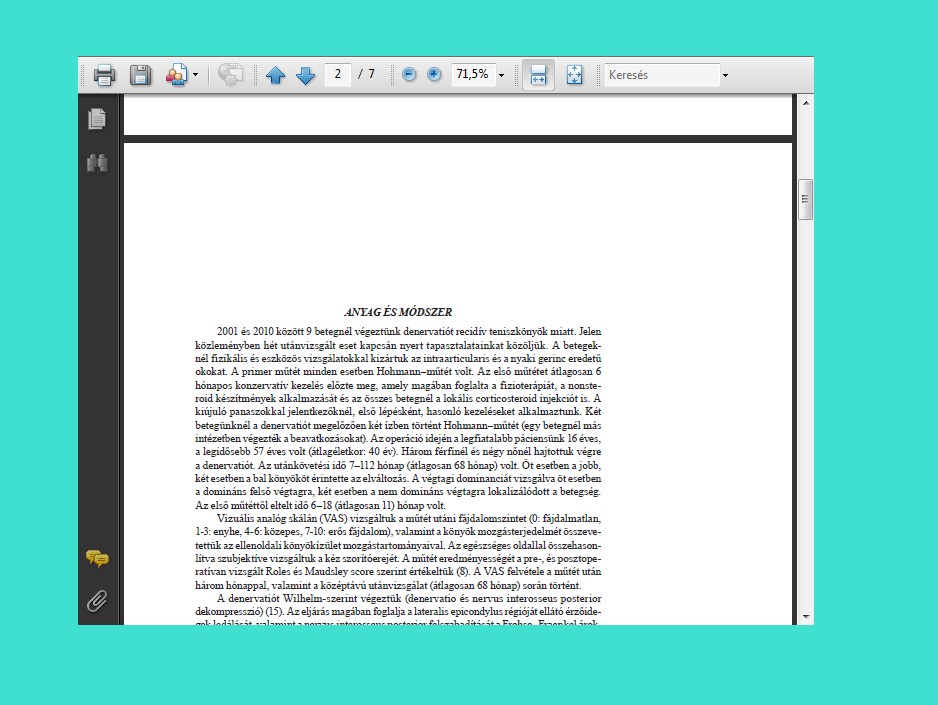 2 / 7 71,5% Keresés
ANYAG ÉS MÓDSZER
2001 és 2010 között 9 betegnél végeztünk denervatiót recidív teniszkönyök miatt. Jelen
közleményben hét utánvizsgált eset kapcsán nyert tapasztalatainkat közöljük. A betegek-
nél fizikális és eszközös vizsgálatokkal kizártuk az intraarticularis és a nyaki gerinc eredetű
okokat. A primer műtét minden esetben Hohmann–műtét volt. Az első műtétet átlagosan 6
hónapos konzervatív kezelés előzte meg, amely magában foglalta a fizioterápiát, a nonste-
roid készítmények alkalmazását és az összes betegnél a lokális corticosteroid injekciót is. A
kiújuló panaszokkal jelentkezőknél, első lépésként, hasonló kezeléseket alkalmaztunk. Két
betegünknél a denervatiót megelőzően két ízben történt Hohmann–műtét (egy betegnél más
intézetben végezték a beavatkozásokat). Az operáció idején a legfiatalabb páciensünk 16 éves,
a legidősebb 57 éves volt (átlagéletkor: 40 év). Három férfinél és négy nőnél hajtottuk végre
a denervatiót. Az utánkövetési idő 7–112 hónap (átlagosan 68 hónap) volt. Öt esetben a jobb,
két esetben a bal könyököt érintette az elváltozás. A végtagi dominanciát vizsgálva öt esetben
a domináns felső végtagra, két esetben a nem domináns végtagra lokalizálódott a betegség.
Az első műtéttől eltelt idő 6–18 (átlagosan 11) hónap volt.
Vizuális analóg skálán (VAS) vizsgáltuk a műtét utáni fájdalomszintet (0: fájdalmatlan,
1-3: enyhe, 4-6: közepes, 7-10: erős fájdalom), valamint a könyök mozgásterjedelmét összeve-
tettük az ellenoldali könyökízület mozgástartományaival. Az egészséges oldallal összehason-
lítva szubjektíve vizsgáltuk a kéz szorítóerejét. A műtét eredményességét a pre-, és posztope-
ratívan vizsgált Roles és Maudsley score szerint értékeltük (8). A VAS felvétele a műtét után
három hónappal, valamint a középtávú utánvizsgálat (átlagosan 68 hónap) során történt.
A denervatiót Wilhelm-szerint végeztük (denervatio és nervus interosseus posterior
dekompresszió) (15). Az eljárás magában foglalja a lateralis epicondylus régióját ellátó érzőide-
gek ledálását, valamint a nervus interosseus posterior felszabadítását a Frohse–Fraenkel árok-